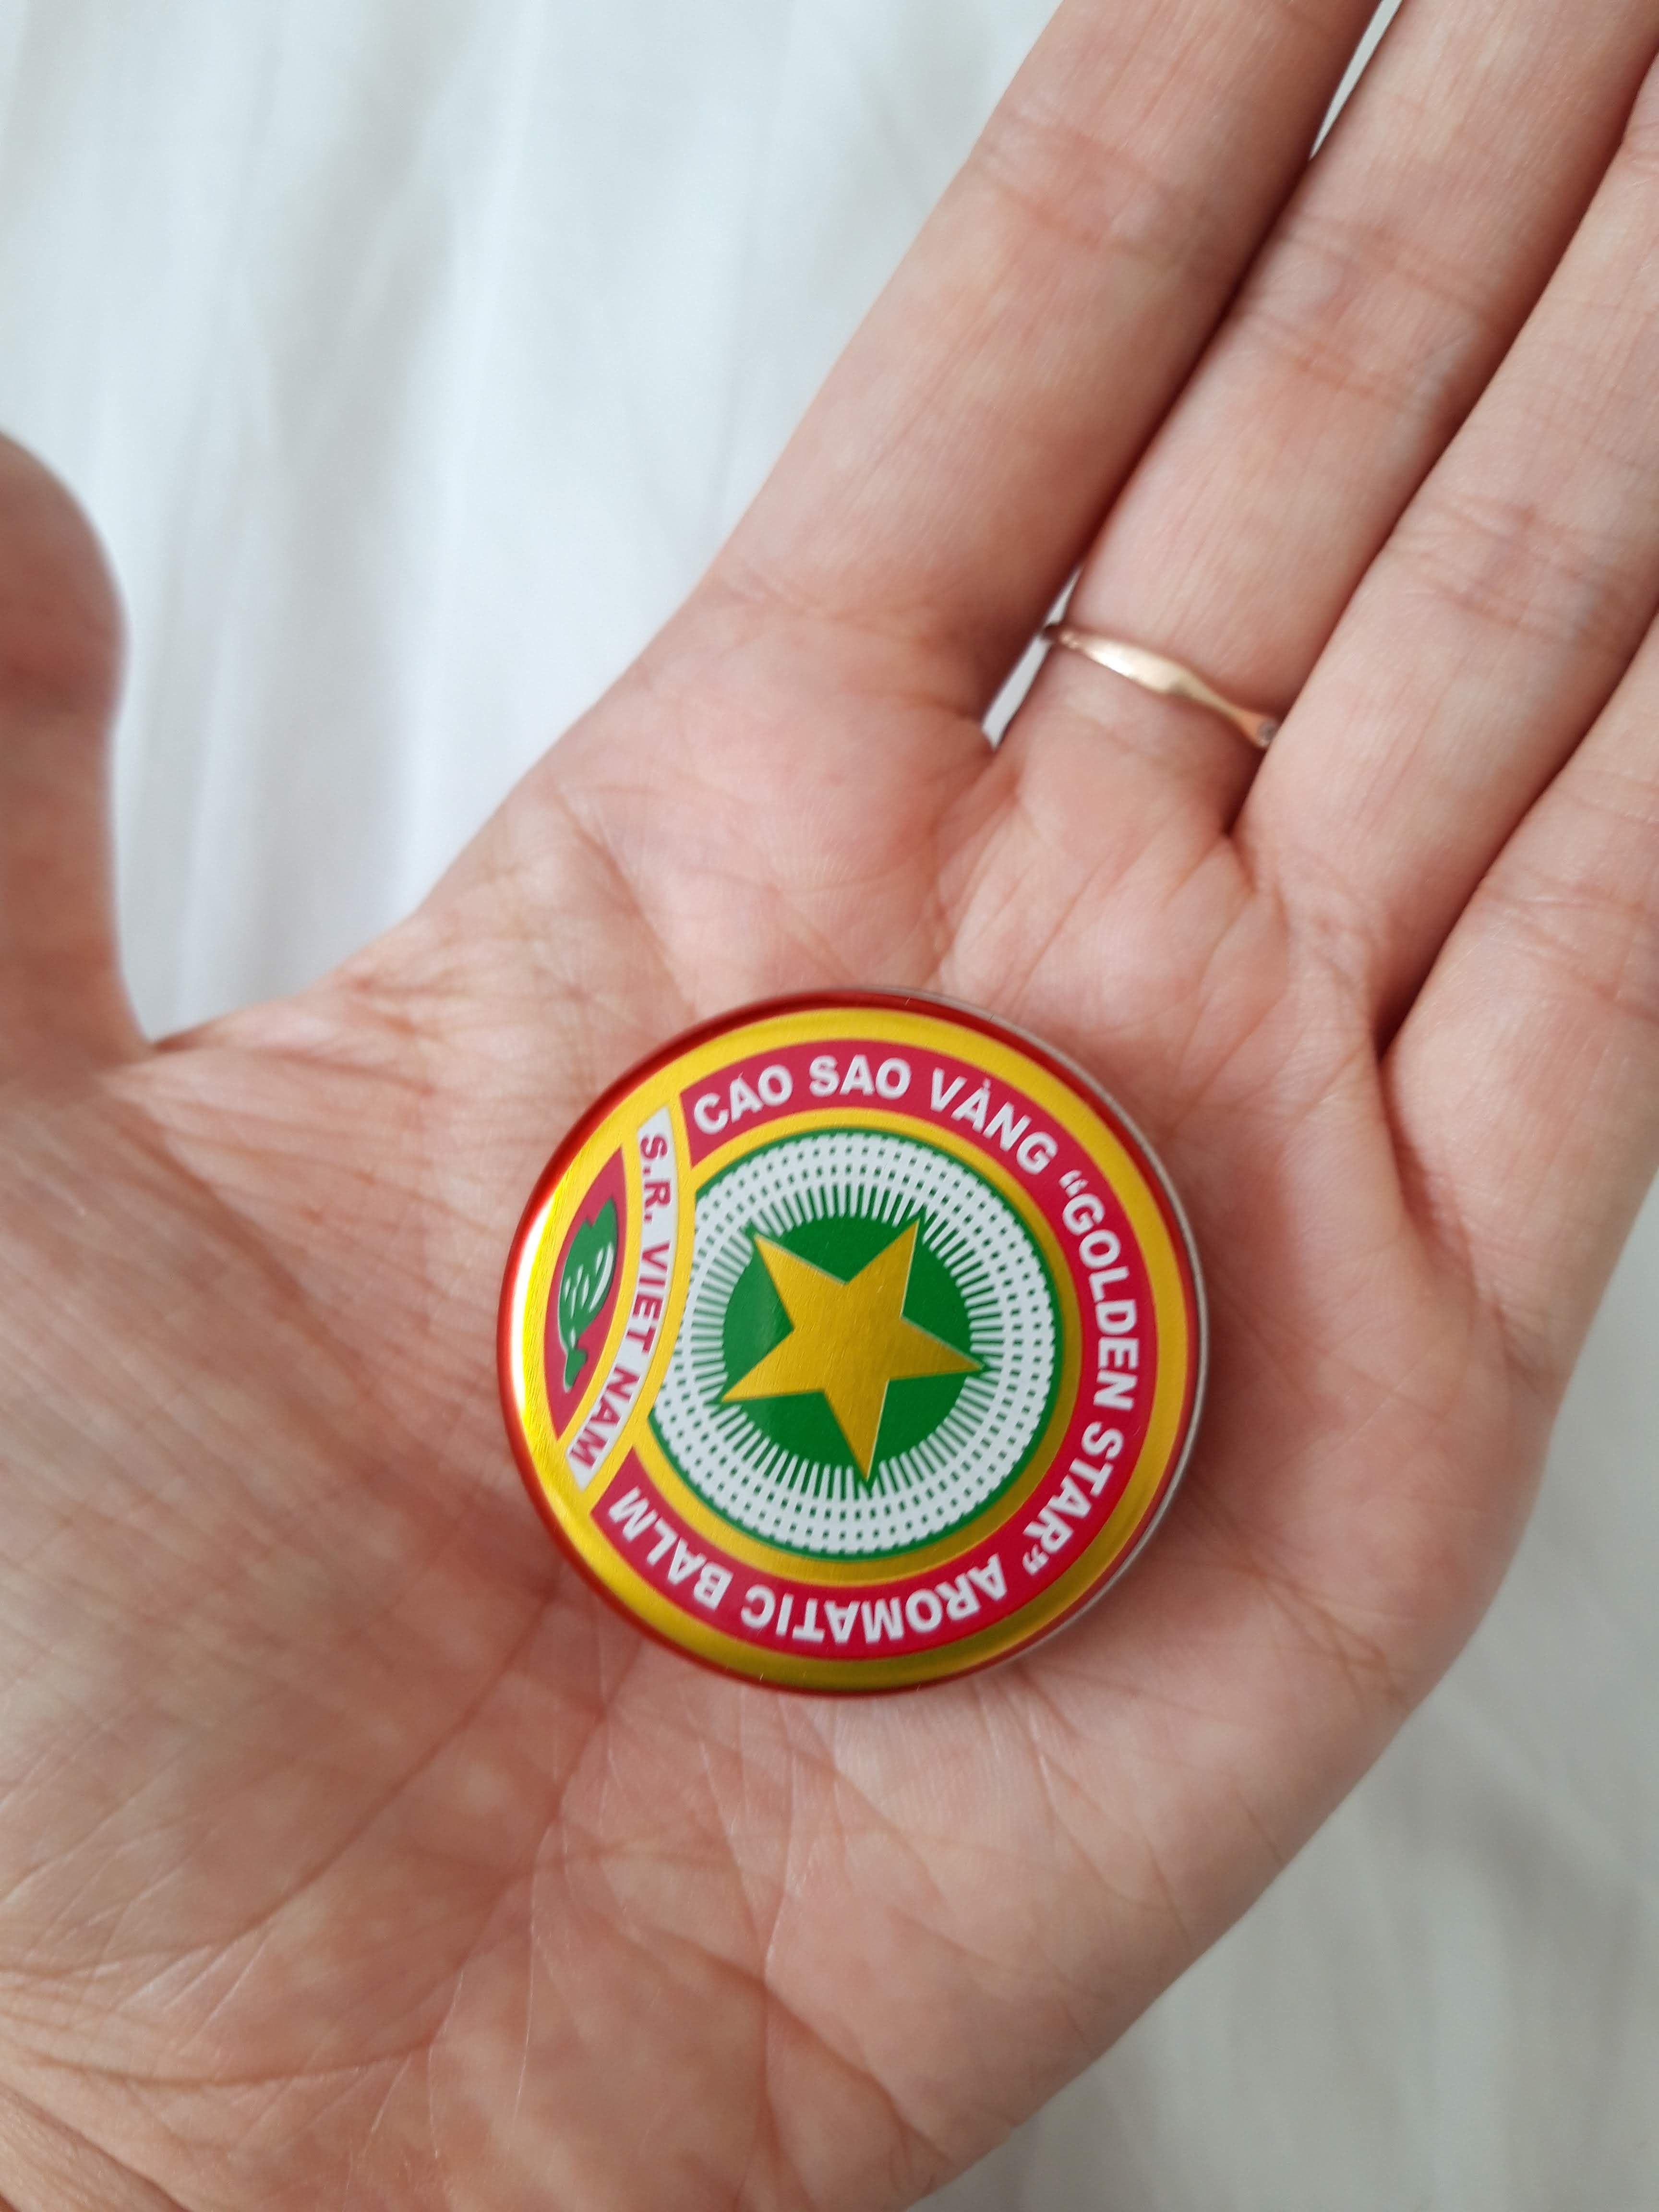 CAO SAO VÀNG “GOLDEN STAR” AROMATIC BALM
S.R. VIET NAM